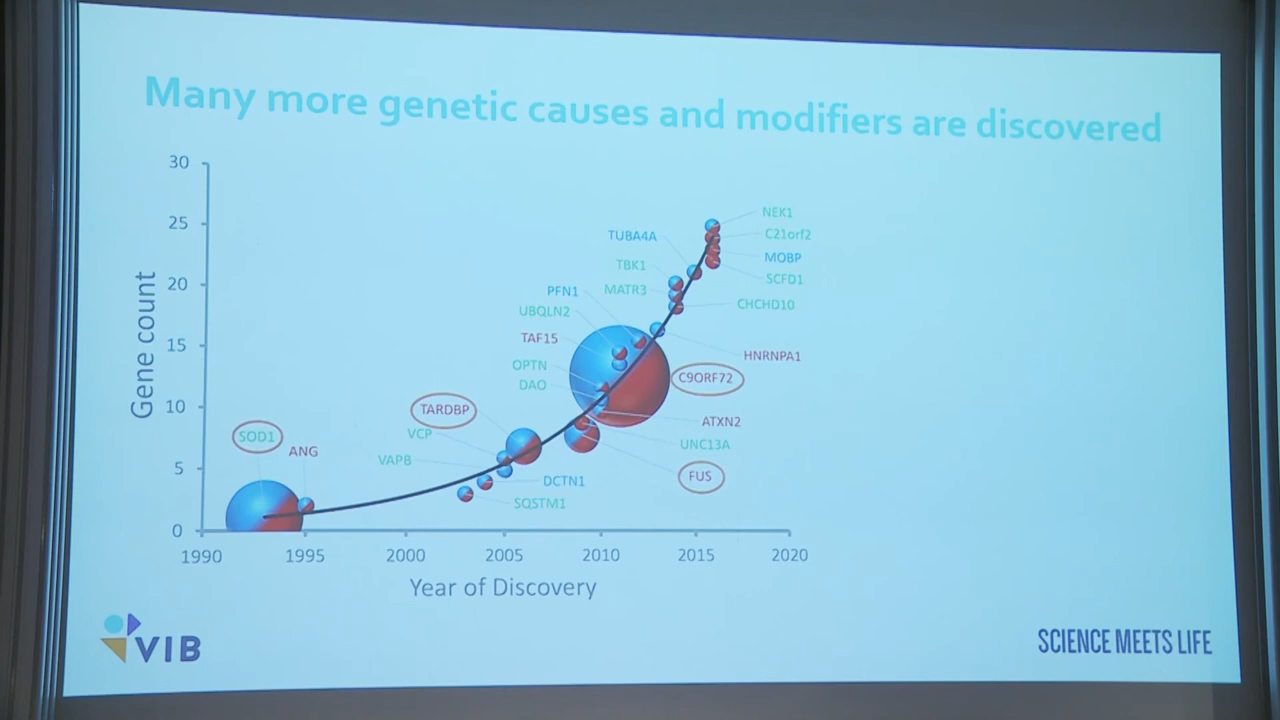 Many more genetic causes and modifiers are discovered
30
25
20
15
10
5
0
Gene count
1990
1995
2000
2005
2010
2015
2020
Year of Discovery
SOD1
ANG
TARDBP
VCP
VAPB
DCTN1
SQSTM1
TUBA4A
TBK1
MATR3
PFN1
UBQLN2
TAF15
OPTN
DAO
NEK1
C21orf2
MOBP
SCFD1
CHCHD10
HNRNPA1
C9ORF72
ATXN2
UNC13A
FUS
VIB
SCIENCE MEETS LIFE